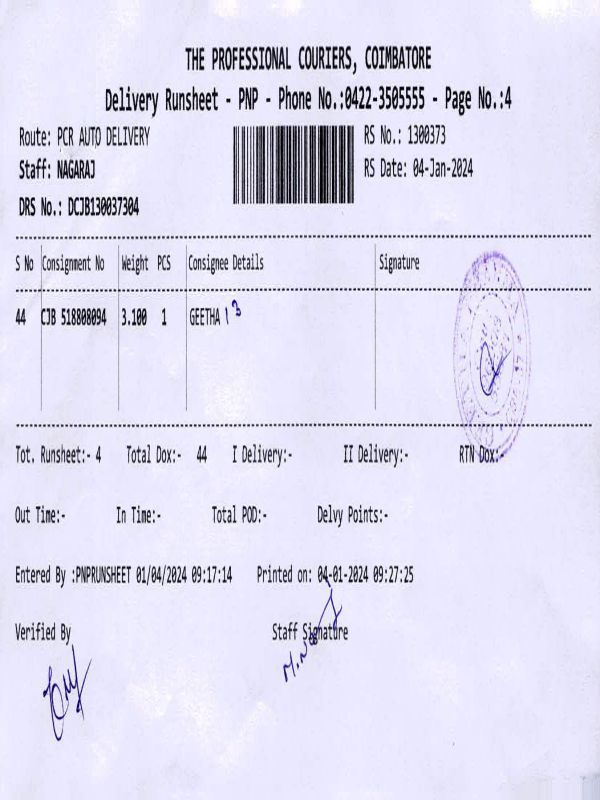 THE PROFESSIONAL COURIERS, COIMBATORE
Delivery Runsheet - PNP - Phone No.:0422-3505555 - Page No.:4
Route: PCR AUTO DELIVERY RS No.: 1300373
Staff: NAGARAJ RS Date: 04-Jan-2024
DRS No.: DCJB130037304
S No Consignment No Weight PCS Consignee Details Signature
44 CJB 518808094 3.100 1 GEETHA 13
Tot. Runsheet:- 4 Total Dox:- 44 I Delivery:- II Delivery:- RTN Dox:-
Out Time:- In Time:- Total POD:- Delvy Points:-
Entered By :PNPRUNSHEET 01/04/2024 09:17:14 Printed on: 04-01-2024 09:27:25
Verified By Staff Signature